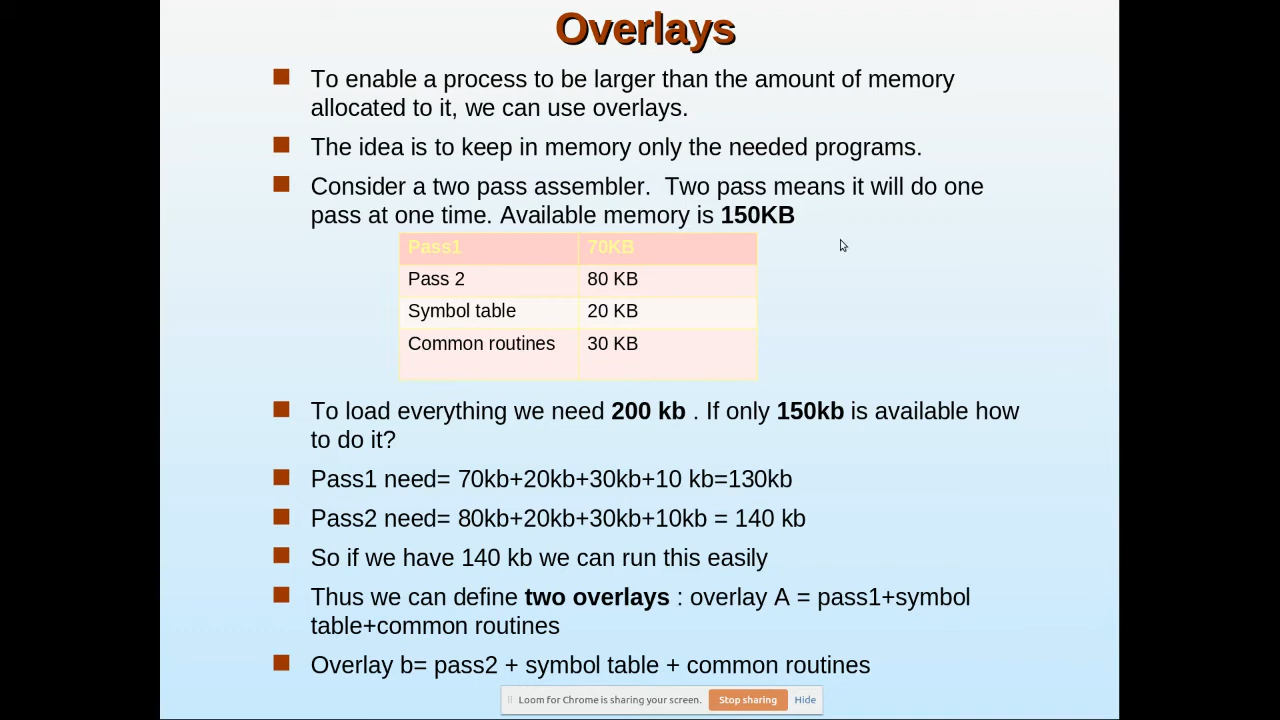 Overlays
To enable a process to be larger than the amount of memory
allocated to it, we can use overlays.
The idea is to keep in memory only the needed programs.
Consider a two pass assembler.  Two pass means it will do one
pass at one time. Available memory is 150KB
Pass1 70KB
Pass 2 80 KB
Symbol table 20 KB
Common routines 30 KB
To load everything we need 200 kb . If only 150kb is available how
to do it?
Pass1 need= 70kb+20kb+30kb+10 kb=130kb
Pass2 need= 80kb+20kb+30kb+10kb = 140 kb
So if we have 140 kb we can run this easily
Thus we can define two overlays : overlay A = pass1+symbol
table+common routines
Overlay b= pass2 + symbol table + common routines
Loom for Chrome is sharing your screen. Stop sharing Hide